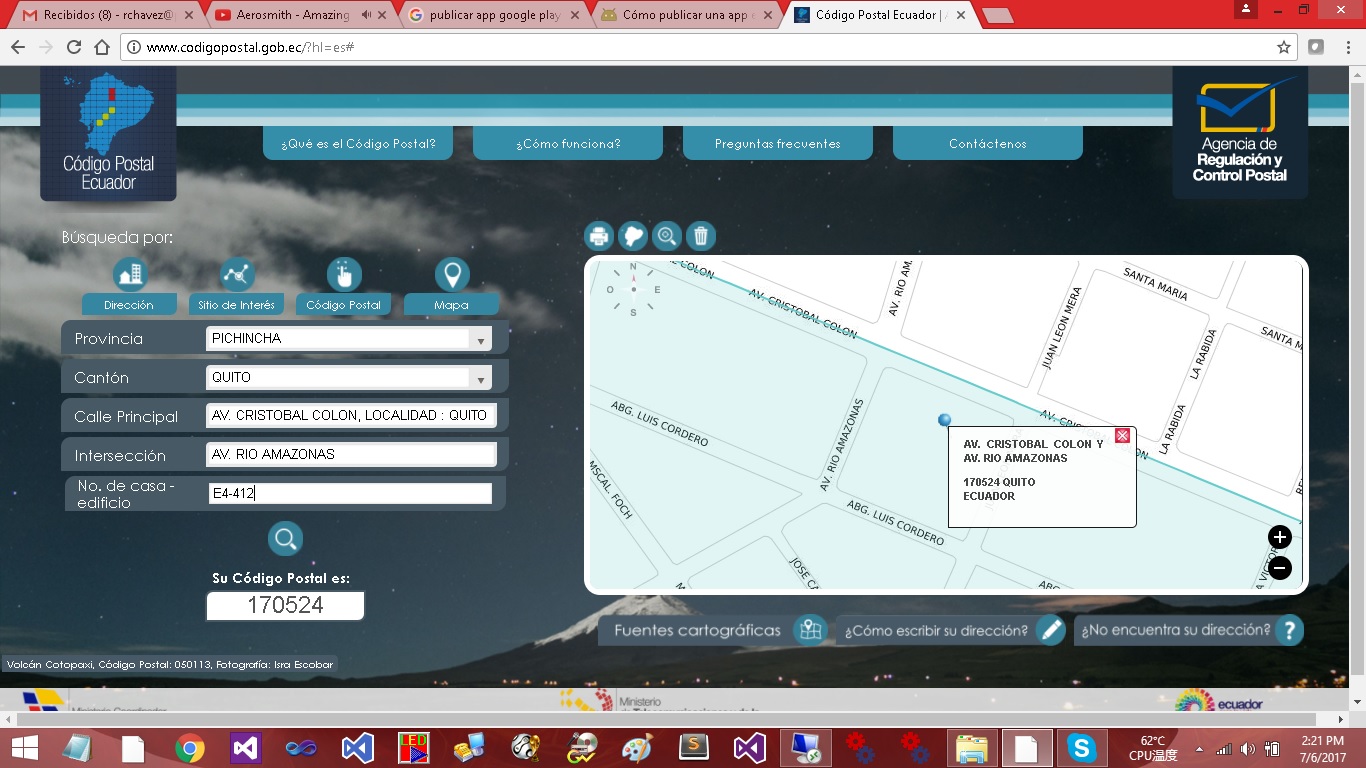 Recibidos (8) - rchavez@
Aerosmith - Amazing
publicar app google play
Cómo publicar una app e
Código Postal Ecuador | A
www.codigopostal.gob.ec/?hl=es#
Código Postal
Ecuador
¿Qué es el Código Postal?
¿Cómo funciona?
Preguntas frecuentes
Contáctenos
Agencia de
Regulación y
Control Postal
Búsqueda por:
Dirección
Sitio de Interés
Código Postal
Mapa
Provincia
PICHINCHA
Cantón
QUITO
Calle Principal
AV. CRISTOBAL COLON, LOCALIDAD : QUITO
Intersección
AV. RIO AMAZONAS
No. de casa -
edificio
E4-412
Su Código Postal es:
170524
N
O
E
S
COLON
AV. CRISTOBAL COLON
AV. RIO AM
SANTA MARIA
JUAN LEON MERA
LA RABIDA
SANTA M
ABG. LUIS CORDERO
AV. RIO AMAZONAS
AV. CRIS
ON
LA RABIDA
MSCAL. FOCH
ABG. LUIS CORDERO
JOSE CA
ABG.
AV. CRISTOBAL COLON Y
AV. RIO AMAZONAS
170524 QUITO
ECUADOR
+
−
Fuentes cartográficas
¿Cómo escribir su dirección?
¿No encuentra su dirección?
?
Volcán Cotopaxi, Código Postal: 050113, Fotografía: Isra Escobar
Ministerio
ecuador
LED
S
62°C
CPU温度
2:21 PM
7/6/2017